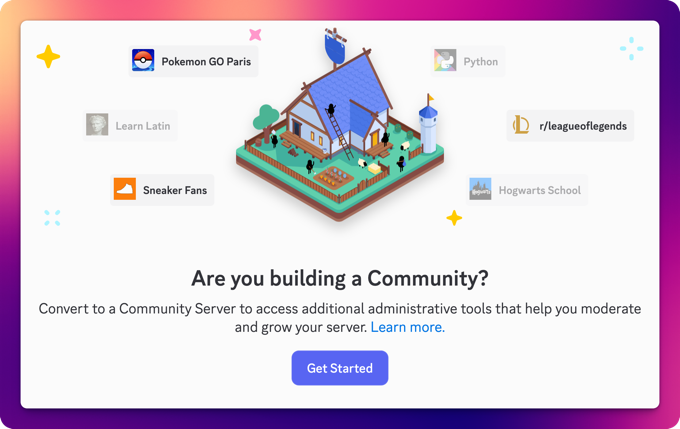 Pokemon GO Paris
Python
Learn Latin
r/leagueoflegends
Sneaker Fans
Hogwarts School
Are you building a Community?
Convert to a Community Server to access additional administrative tools that help you moderate
and grow your server. Learn more.
Get Started